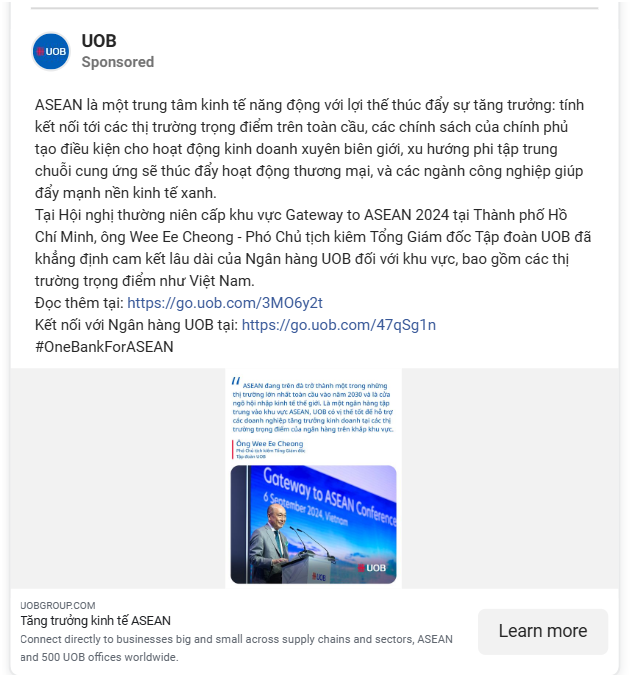 UOB
UOB
Sponsored
ASEAN là một trung tâm kinh tế năng động với lợi thế thúc đẩy sự tăng trưởng: tính
kết nối tới các thị trường trọng điểm trên toàn cầu, các chính sách của chính phủ
tạo điều kiện cho hoạt động kinh doanh xuyên biên giới, xu hướng phi tập trung
chuỗi cung ứng sẽ thúc đẩy hoạt động thương mại, và các ngành công nghiệp giúp
đẩy mạnh nền kinh tế xanh.
Tại Hội nghị thường niên cấp khu vực Gateway to ASEAN 2024 tại Thành phố Hồ
Chí Minh, ông Wee Ee Cheong - Phó Chủ tịch kiêm Tổng Giám đốc Tập đoàn UOB đã
khẳng định cam kết lâu dài của Ngân hàng UOB đối với khu vực, bao gồm các thị
trường trọng điểm như Việt Nam.
Đọc thêm tại: https://go.uob.com/3MO6y2t
Kết nối với Ngân hàng UOB tại: https://go.uob.com/47qSg1n
#OneBankForASEAN
“ ASEAN đang trên đà trở thành một trong những
thị trường lớn nhất toàn cầu vào năm 2030 và là cửa
ngõ hội nhập kinh tế thế giới. Là một ngân hàng tập
trung vào khu vực ASEAN, UOB có vị thế tốt để hỗ trợ
các doanh nghiệp tăng trưởng kinh doanh tại các thị
trường trọng điểm của ngân hàng trên khắp khu vực.
Ông Wee Ee Cheong
Phó Chủ tịch kiêm Tổng Giám đốc
Tập đoàn UOB
Gateway to ASEAN Conference
6 September 2024, Vietnam
UOB
UOB
UOBGROUP.COM
Tăng trưởng kinh tế ASEAN
Connect directly to businesses big and small across supply chains and sectors, ASEAN
and 500 UOB offices worldwide.
Learn more